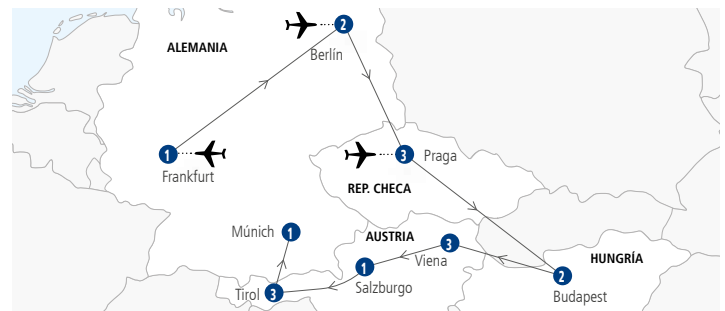 2
ALEMANIA
Berlín
1
Frankfurt
3
Praga
REP. CHECA
Múnich
1
AUSTRIA
3
Viena
HUNGRÍA
1
Salzburgo
2
Budapest
Tirol
3